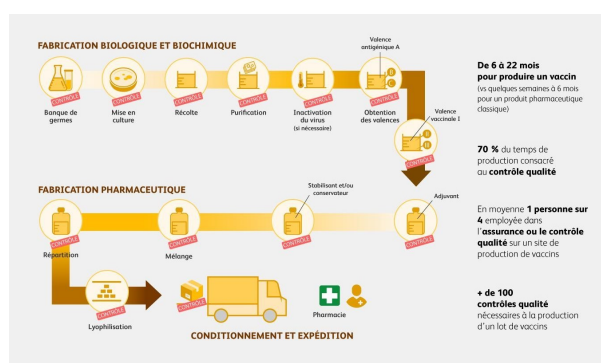 FABRICATION BIOLOGIQUE ET BIOCHIMIQUE
Valence
antigénique A
CONTRÔLE
CONTRÔLE
CONTRÔLE
CONTRÔLE
CONTRÔLE
CONTRÔLE
Banque de
germes
Mise en
culture
Récolte
Purification
Inactivation
du virus
(si nécessaire)
Obtention
des valences
Valence
vaccinale I
CONTRÔLE
De 6 à 22 mois
pour produire un vaccin
(vs quelques semaines à 6 mois
pour un produit pharmaceutique
classique)
70 % du temps de
production consacré
au contrôle qualité
FABRICATION PHARMACEUTIQUE
Stabilisant et/ou
conservateur
Adjuvant
CONTRÔLE
CONTRÔLE
CONTRÔLE
CONTRÔLE
Répartition
Mélange
En moyenne 1 personne sur
4 employée dans
l'assurance ou le contrôle
qualité sur un site de
production de vaccins
CONTRÔLE
CONTRÔLE
Lyophilisation
Pharmacie
CONDITIONNEMENT ET EXPÉDITION
+ de 100
contrôles qualité
nécessaires à la production
d'un lot de vaccins